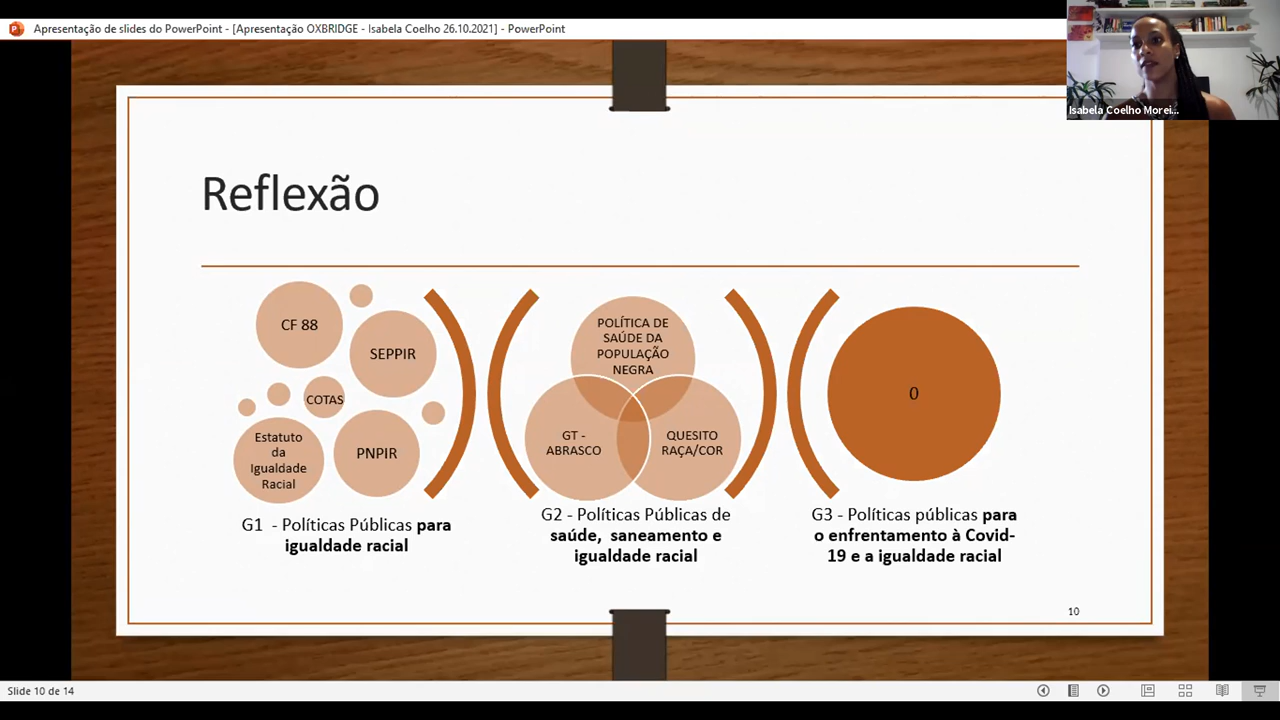 Apresentação de slides do PowerPoint - [Apresentação OXBRIDGE - Isabela Coelho 26.10.2021] - PowerPoint
Isabela Coelho Morei...
Reflexão
CF 88
SEPPIR
COTAS
Estatuto
da
Igualdade
Racial
PNPIR
G1 - Políticas Públicas para
igualdade racial
POLÍTICA DE
SAÚDE DA
POPULAÇÃO
NEGRA
GT -
ABRASCO
QUESITO
RAÇA/COR
G2 - Políticas Públicas de
saúde, saneamento e
igualdade racial
0
G3 - Políticas públicas para
o enfrentamento à Covid-
19 e a igualdade racial
10
Slide 10 de 14